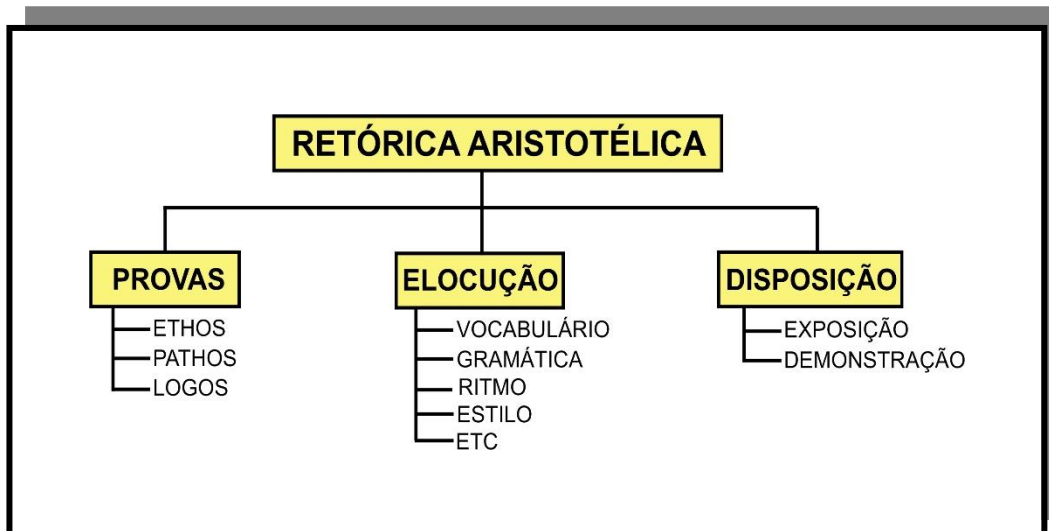 RETÓRICA ARISTOTÉLICA
PROVAS
ETHOS
PATHOS
LOGOS
ELOCUÇÃO
VOCABULÁRIO
GRAMÁTICA
RITMO
ESTILO
ETC
DISPOSIÇÃO
EXPOSIÇÃO
DEMONSTRAÇÃO